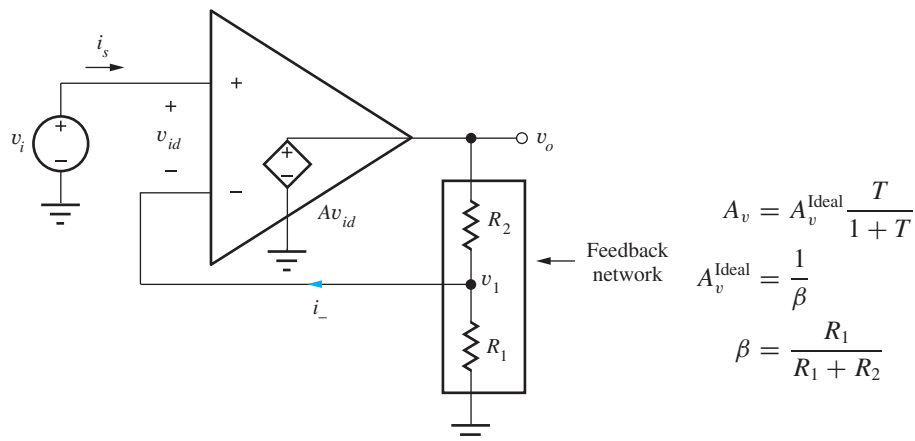 i_s
+
+
v_i
+
−
v_id
−
−
+
−
Av_id
v_o
R_2
Feedback
network
v_1
i_−
R_1
A_v = A_v^Ideal T / (1 + T)
A_v^Ideal = 1 / β
β = R_1 / (R_1 + R_2)